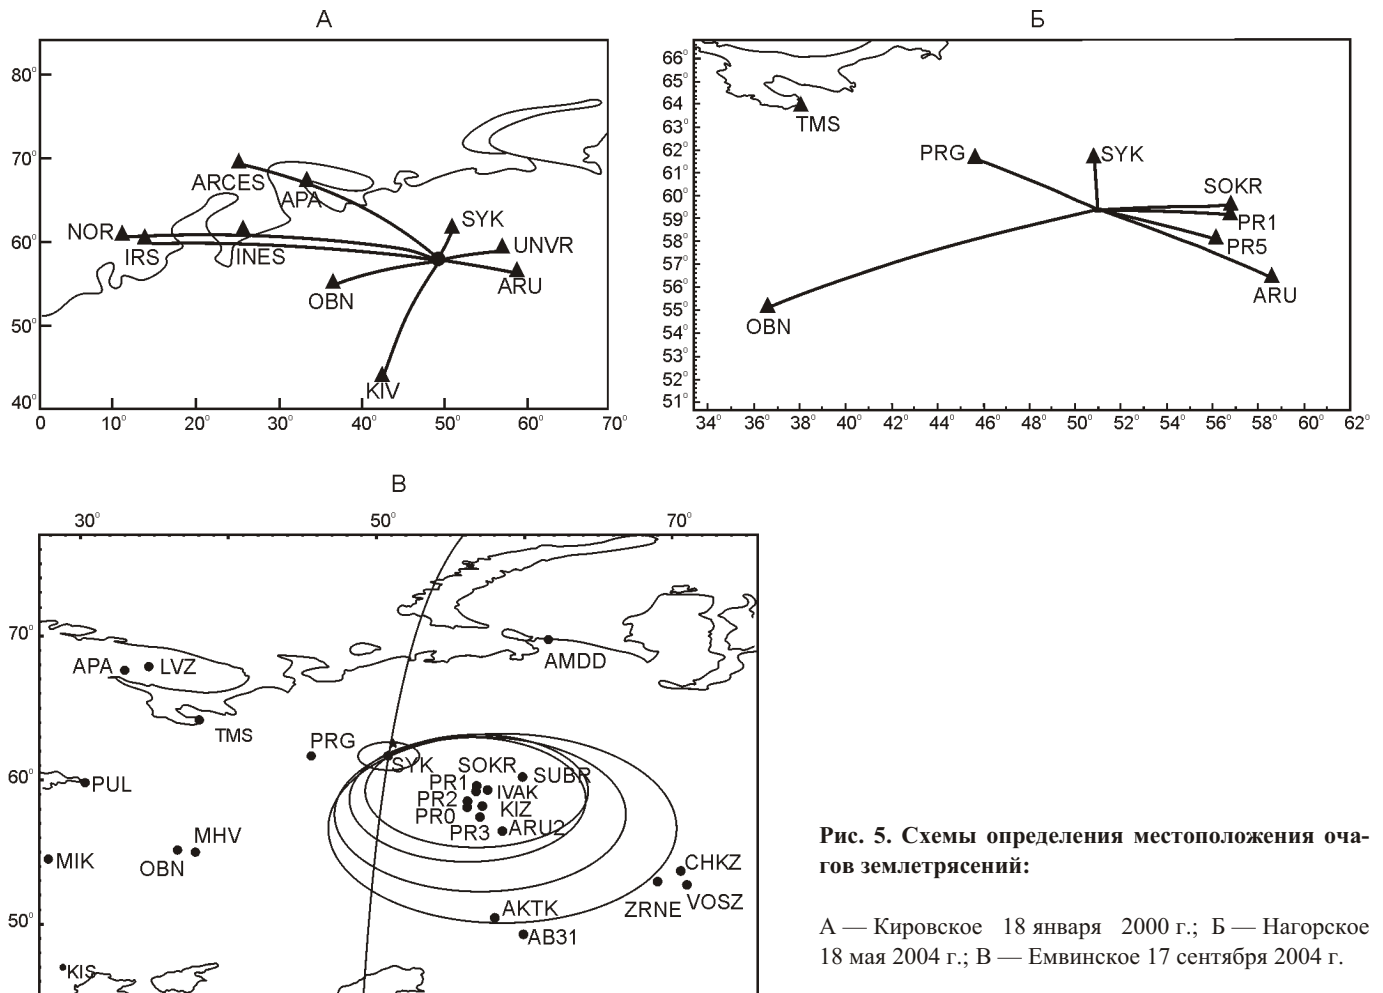 А
80°
70°
60°
50°
40°
0
10°
20°
30°
40°
50°
60°
70°
ARCES
APA
NOR
IRS
INES
SYK
UNVR
OBN
ARU
KIV
Б
66°
65°
64°
63°
62°
61°
60°
59°
58°
57°
56°
55°
54°
53°
52°
51°
34°
36°
38°
40°
42°
44°
46°
48°
50°
52°
54°
56°
58°
60°
62°
TMS
PRG
SYK
SOKR
PR1
PR5
ARU
OBN
В
30°
50°
70°
70°
60°
50°
APA
LVZ
AMDD
TMS
PRG
SYK
SOKR
SUBR
PUL
PR1
IVAK
PR2
KIZ
PR0
PR3
ARU2
MHV
MIK
OBN
CHKZ
ZRNE
VOSZ
AKTK
AB31
KIS
Рис. 5. Схемы определения местоположения оча-
гов землетрясений:
А — Кировское 18 января 2000 г.; Б — Нагорское
18 мая 2004 г.; В — Емвинское 17 сентября 2004 г.